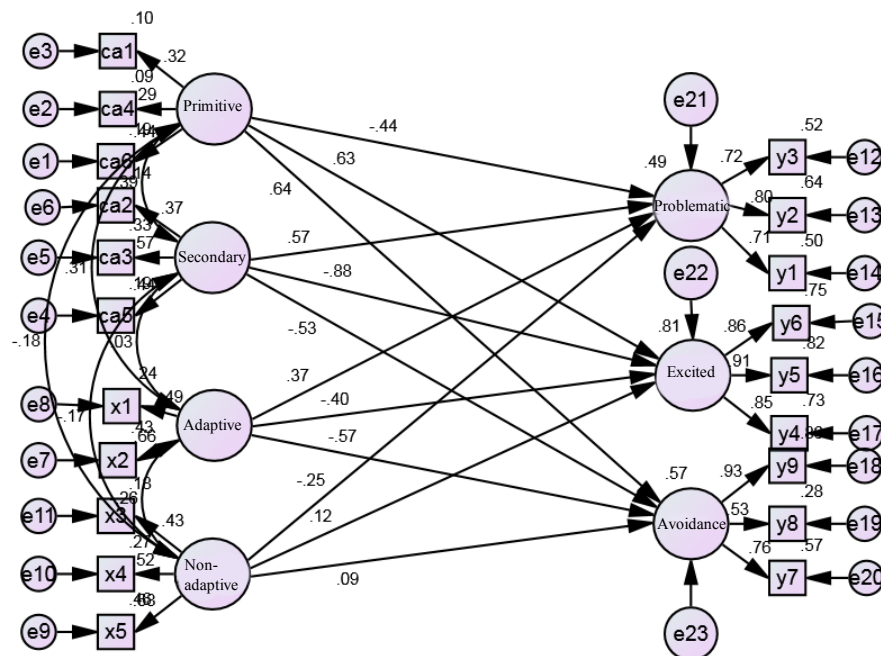 .10
e3 ca1 .32
.09
e2 ca4 .29
Primitive
e1 ca6
.14
e6 ca2 .39
.37
.33
e5 ca3 .57
Secondary
e4 ca5
.31
.03
-.18
.24
e8 x1 .49
Adaptive
-.17
.43
e7 x2 .66
.18
e11 x3 .26
.43
e10 x4 .52
Non-
adaptive
e9 x5
-.44
.63
.64
.57
-.88
-.53
.37
-.40
-.57
-.25
.12
.09
e21
.49
Problematic
.72 y3 .52 e12
.80 y2 .64 e13
.71 y1 .50 e14
e22
.81
Excited
.86 y6 .75 e15
.91 y5 .82 e16
.85 y4 .73 e17
.57
Avoidance
.93 y9 e18
.53 y8 .28 e19
.76 y7 .57 e20
e23